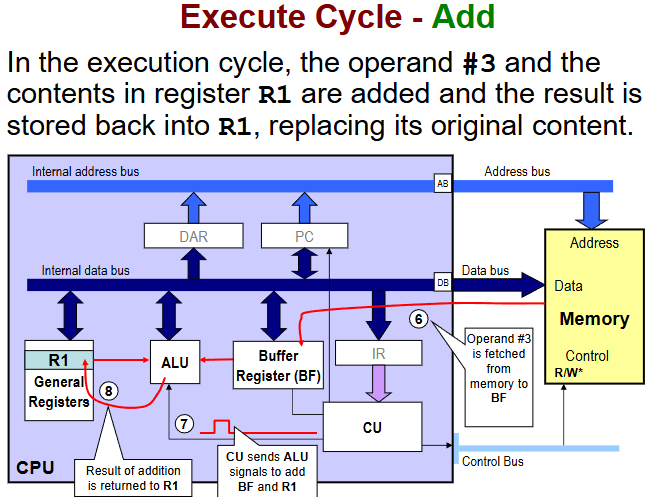 Execute Cycle - Add
In the execution cycle, the operand #3 and the
contents in register R1 are added and the result is
stored back into R1, replacing its original content.
Internal address bus
AB
Address bus
DAR
PC
Address
Internal data bus
DB
Data bus
Data
Memory
Control
R/W*
6
Operand #3
is fetched
from
memory to
BF
R1
General
Registers
ALU
Buffer
Register (BF)
IR
8
7
CU
CPU
Result of addition
is returned to R1
CU sends ALU
signals to add
BF and R1
Control Bus